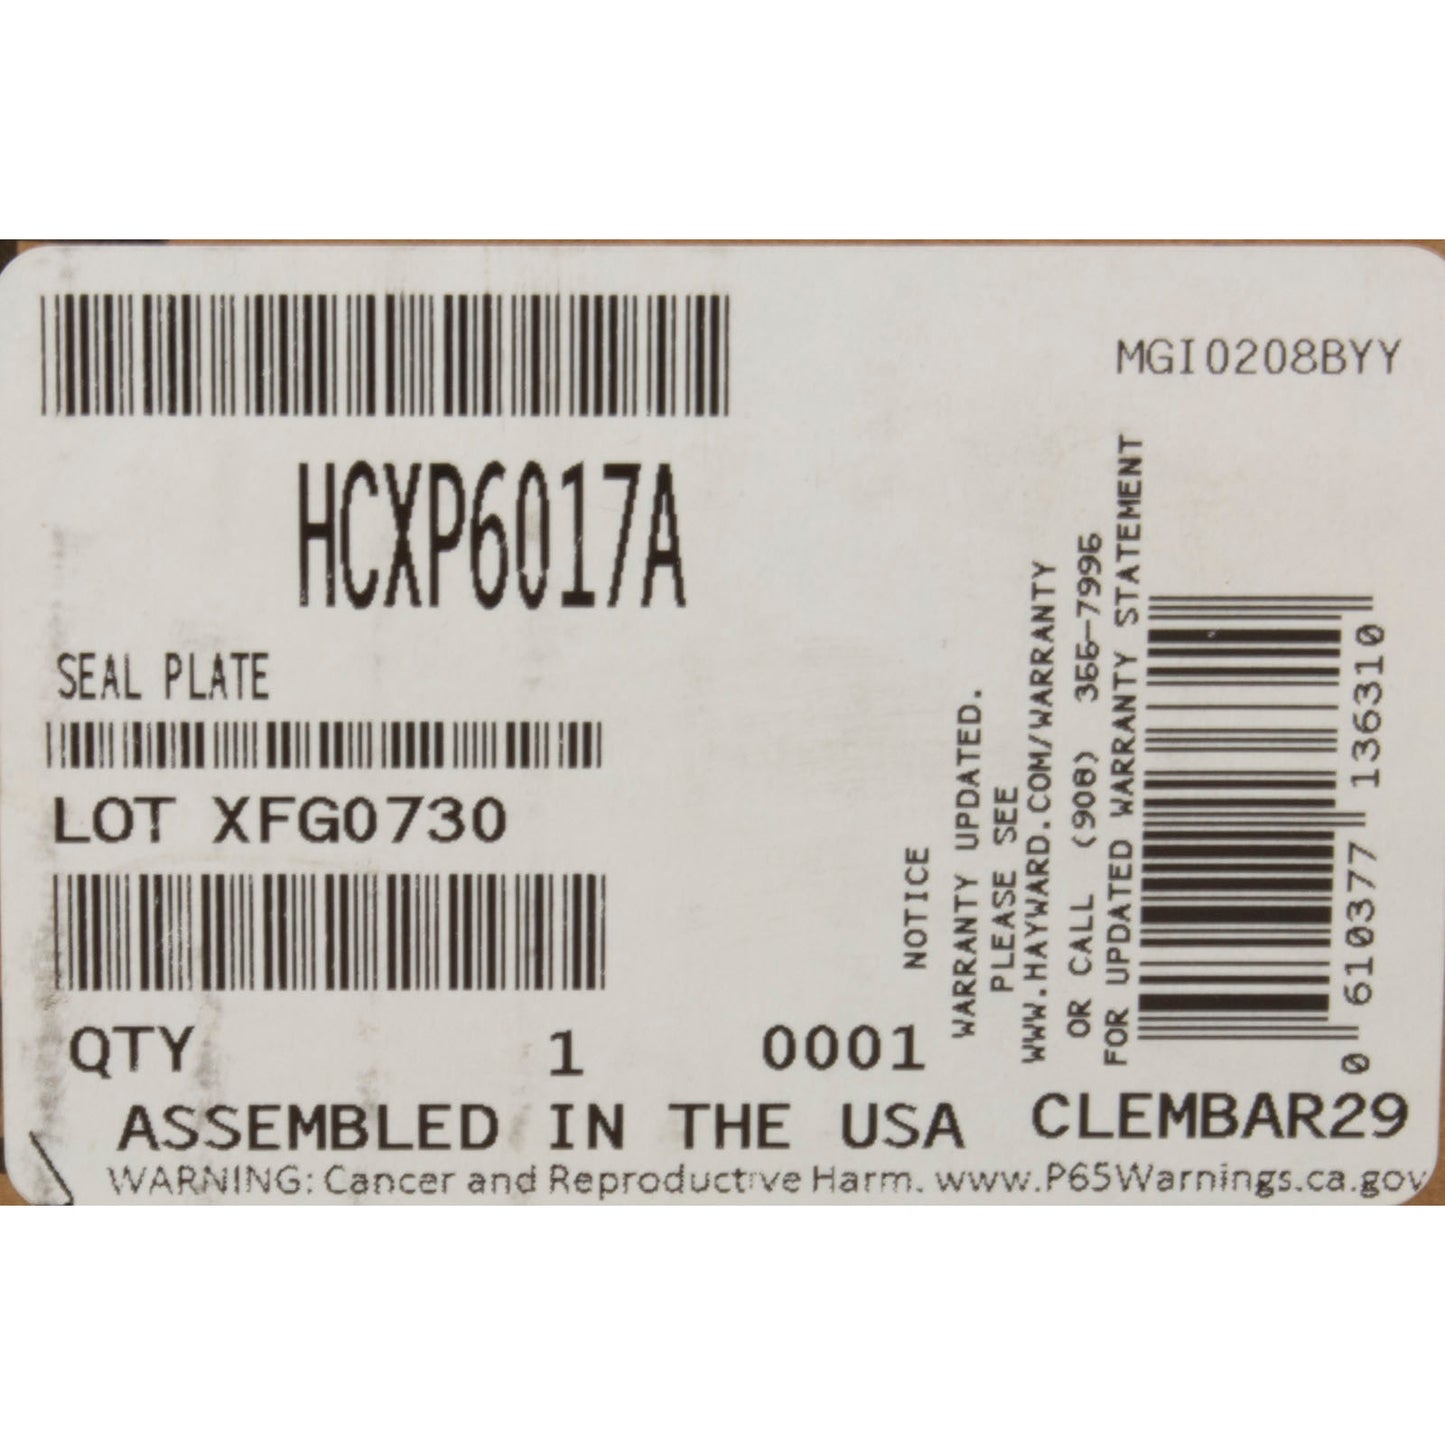 MGI0208BYY
HCXP6017A
SEAL PLATE
LOT XFG0730
QTY 1 0001
NOTICE
WARRANTY UPDATED.
PLEASE SEE
WWW.HAYWARD.COM/WARRANTY
OR CALL (908) 366-7996
FOR UPDATED WARRANTY STATEMENT
0 610377 136310
ASSEMBLED IN THE USA CLEMBAR29
WARNING: Cancer and Reproductive Harm. www.P65Warnings.ca.gov